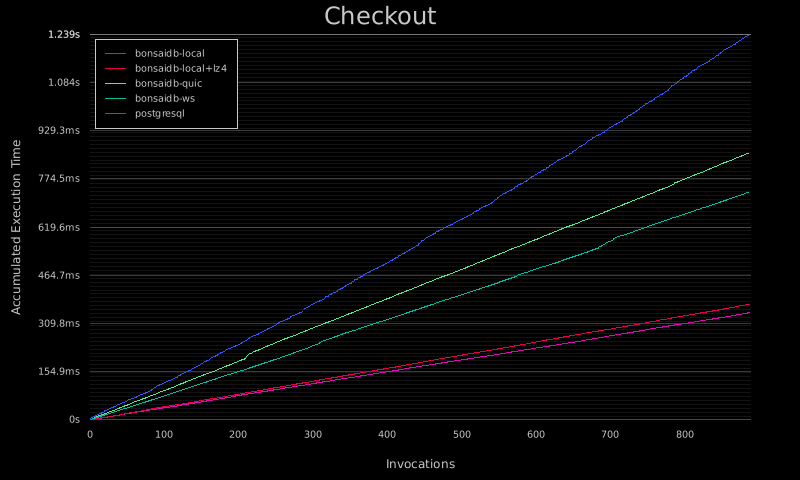 Checkout
1.239s
1.084s
929.3ms
774.5ms
619.6ms
464.7ms
309.8ms
154.9ms
0s
bonsaidb-local
bonsaidb-local+lz4
bonsaidb-quic
bonsaidb-ws
postgresql
Accumulated Execution Time
0 100 200 300 400 500 600 700 800
Invocations